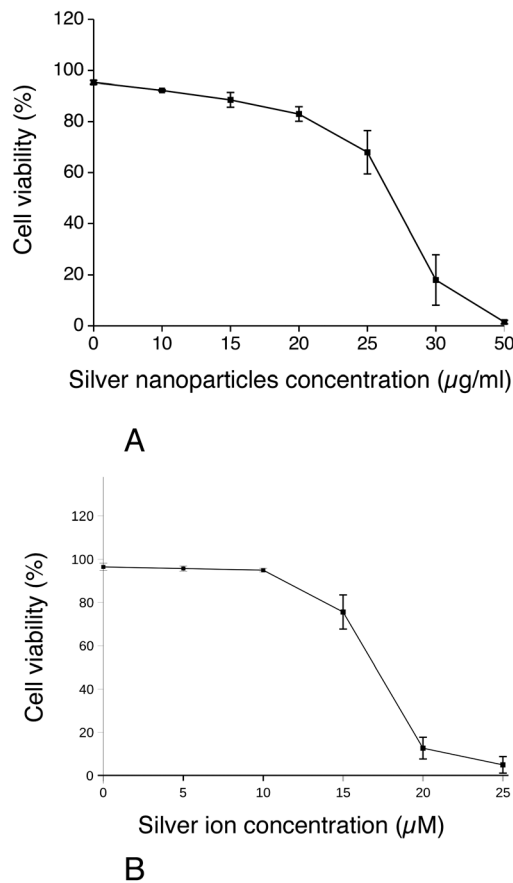 120
100
80
60
40
20
0
Cell viability (%)
0 10 15 20 25 30 50
Silver nanoparticles concentration (µg/ml)
A
120
100
80
60
40
20
0
Cell viability (%)
0 5 10 15 20 25
Silver ion concentration (µM)
B